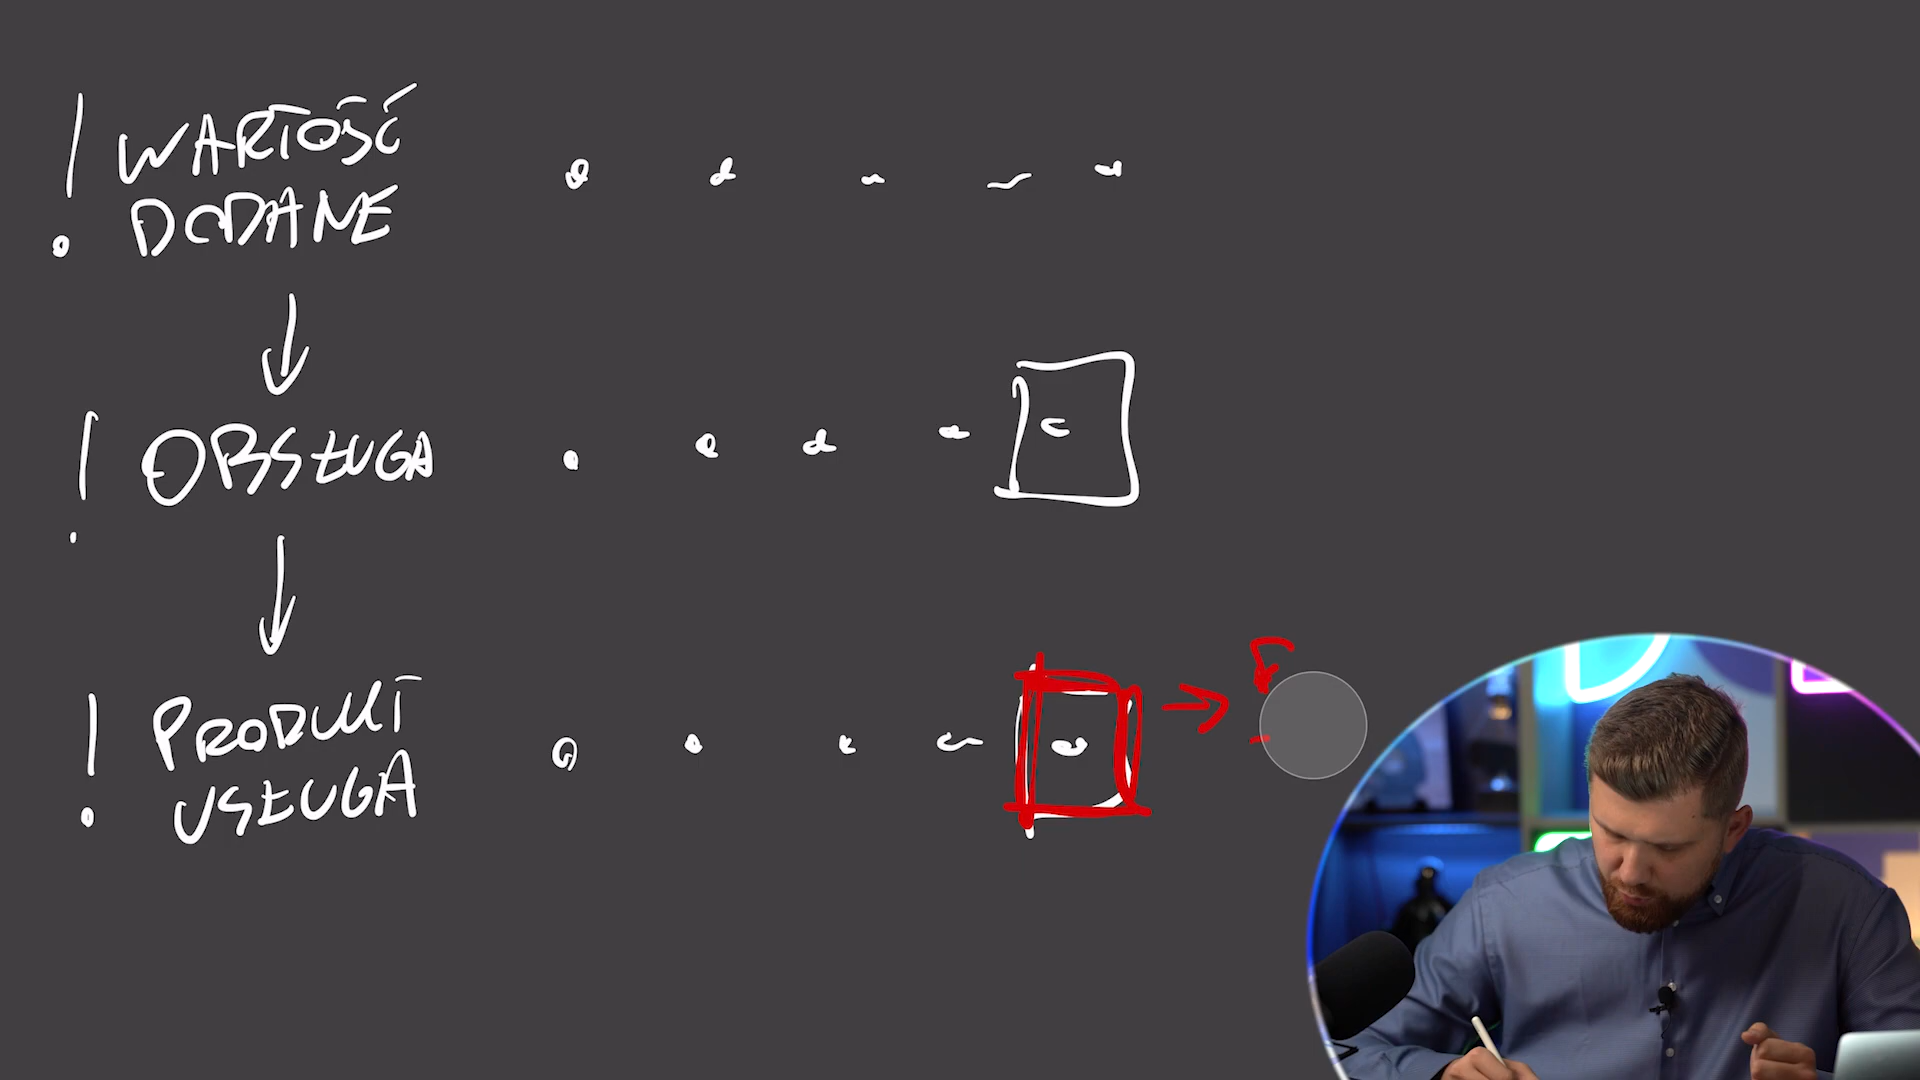 ! WARTOŚĆ
DODANE
! OBSŁUGA
! PRODUKT
USŁUGA